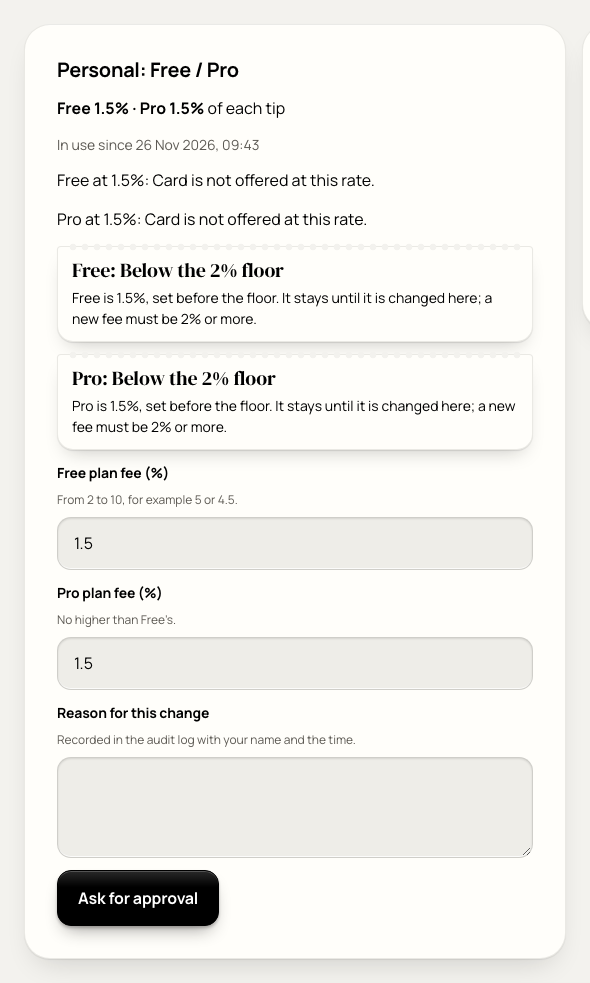 Personal: Free / Pro
Free 1.5% · Pro 1.5% of each tip
In use since 26 Nov 2026, 09:43
Free at 1.5%: Card is not offered at this rate.
Pro at 1.5%: Card is not offered at this rate.
Free: Below the 2% floor
Free is 1.5%, set before the floor. It stays until it is changed here; a
new fee must be 2% or more.
Pro: Below the 2% floor
Pro is 1.5%, set before the floor. It stays until it is changed here; a new
fee must be 2% or more.
Free plan fee (%)
From 2 to 10, for example 5 or 4.5.
1.5
Pro plan fee (%)
No higher than Free's.
1.5
Reason for this change
Recorded in the audit log with your name and the time.
Ask for approval